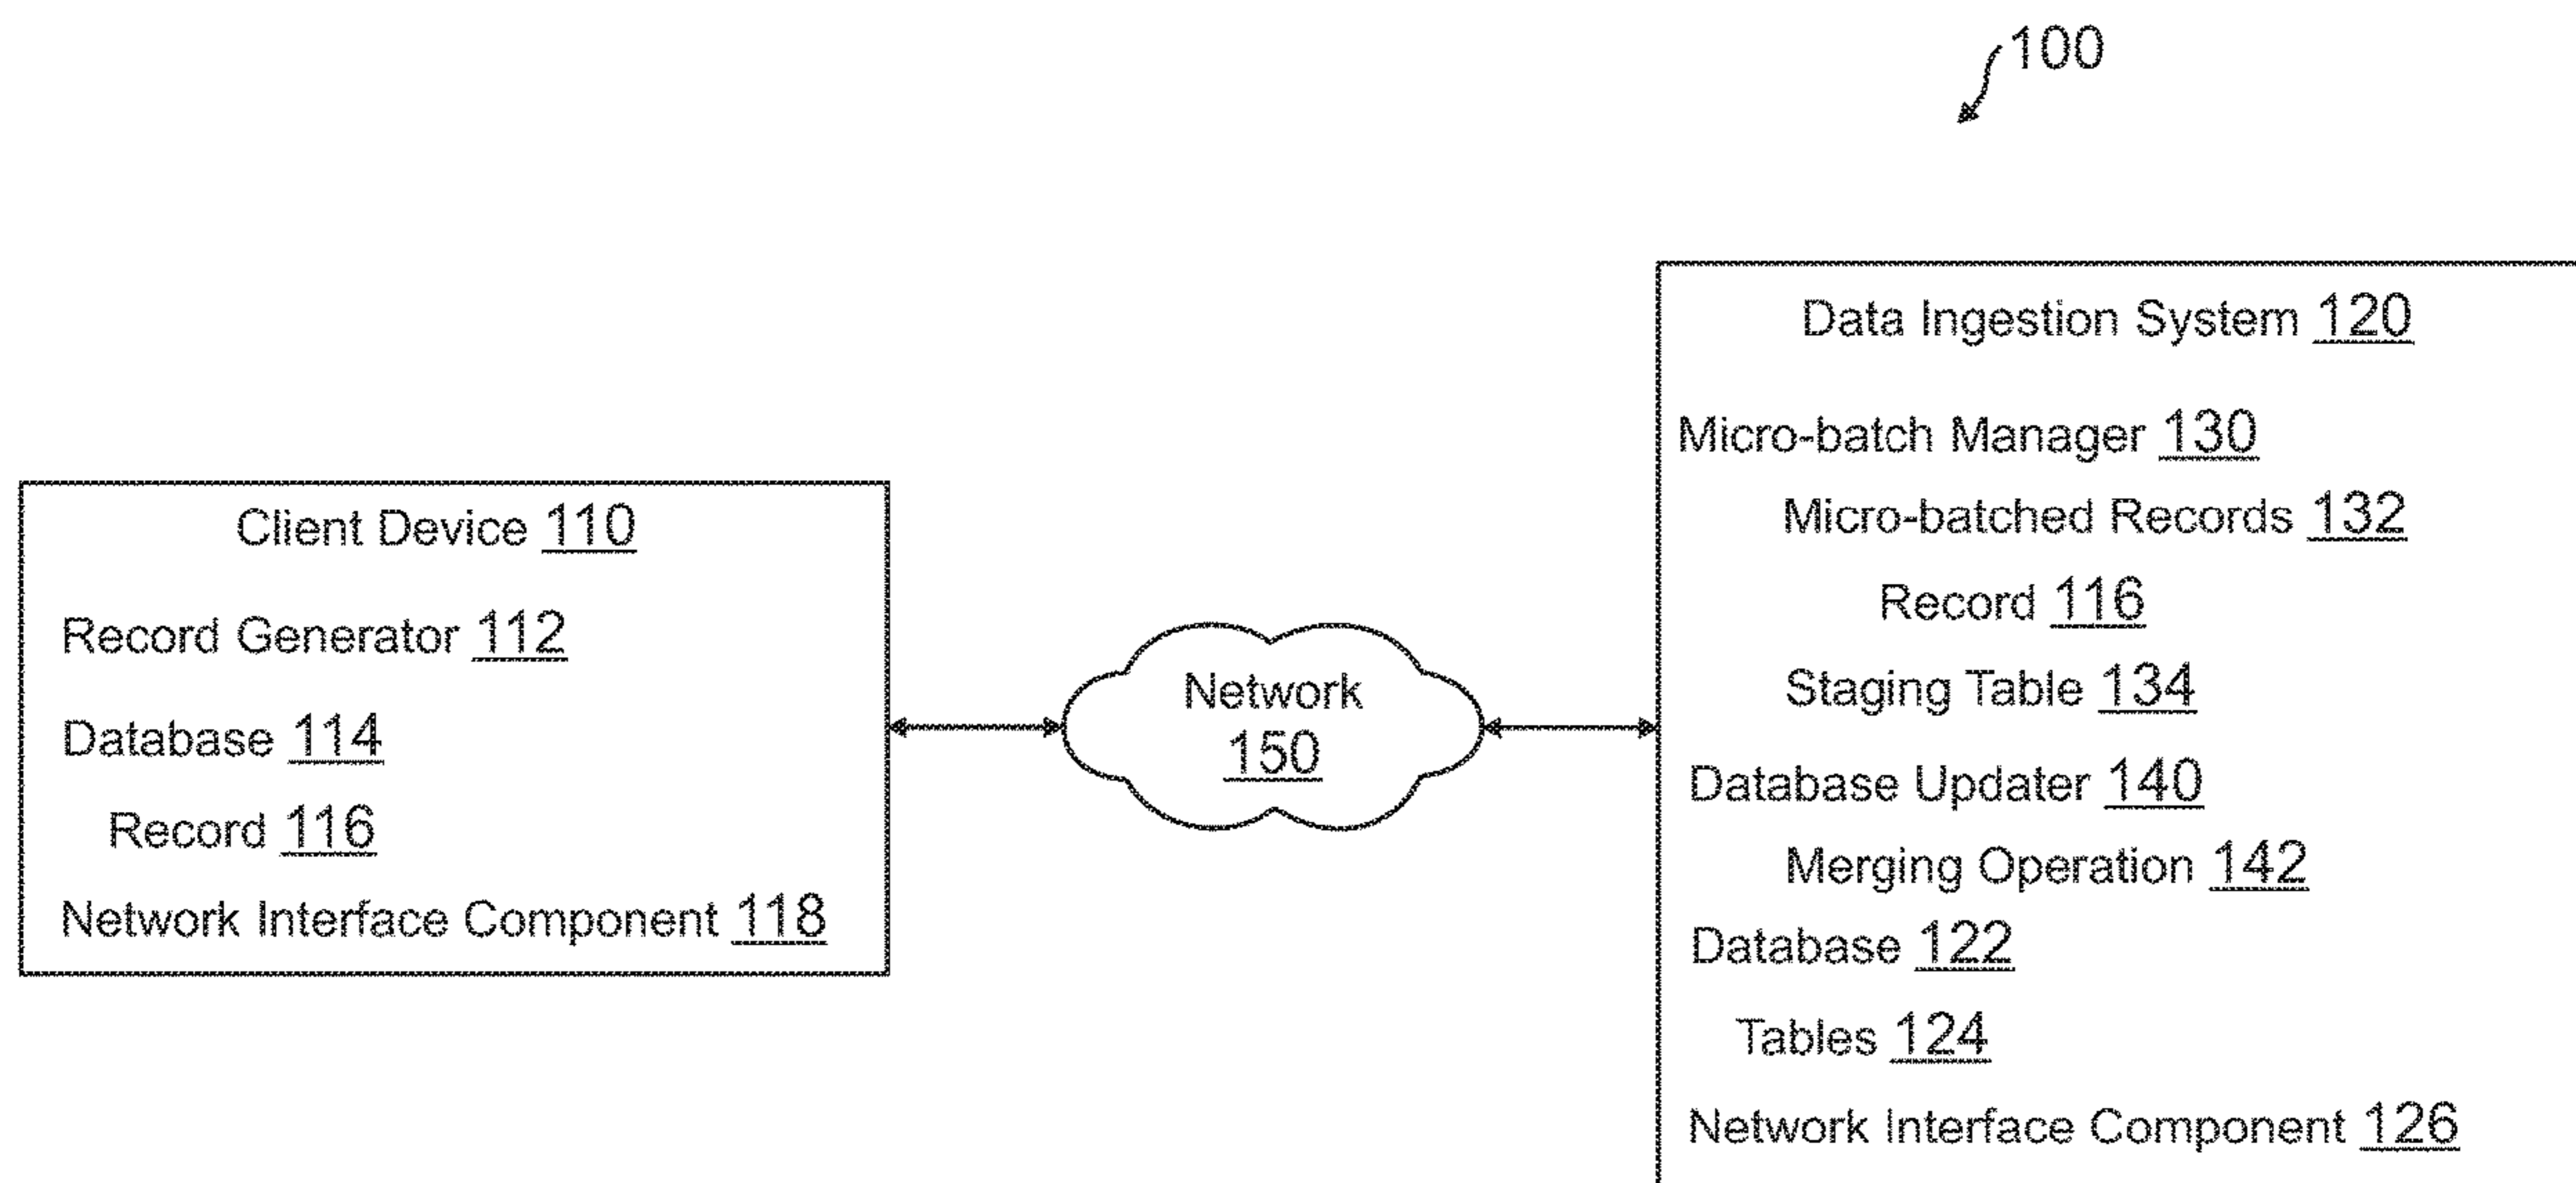 100
Client Device 110
Record Generator 112
Database 114
Record 116
Network Interface Component 118
Network
150
Data Ingestion System 120
Micro-batch Manager 130
Micro-batched Records 132
Record 116
Staging Table 134
Database Updater 140
Merging Operation 142
Database 122
Tables 124
Network Interface Component 126